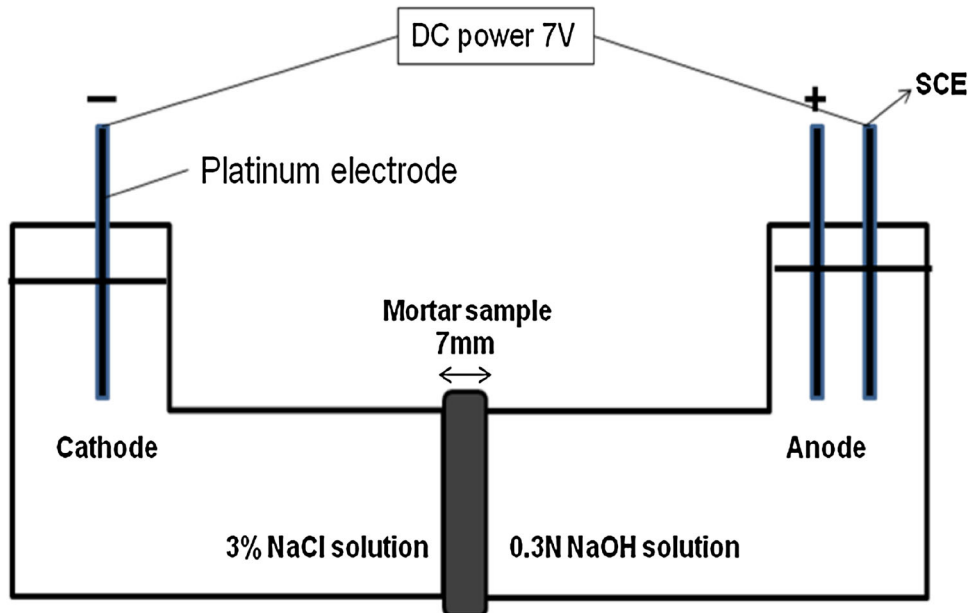 DC power 7V
SCE
−
+
Platinum electrode
Mortar sample
7mm
Cathode
Anode
3% NaCl solution
0.3N NaOH solution